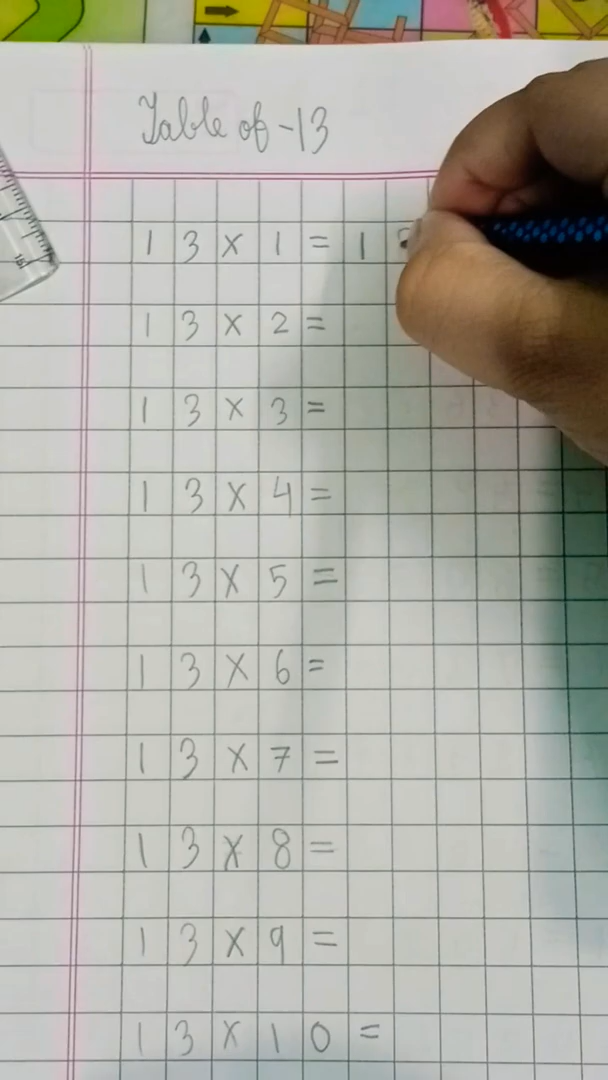 Table of -13
13 x 1 = 1
13 x 2 =
13 x 3 =
13 x 4 =
13 x 5 =
13 x 6 =
13 x 7 =
13 x 8 =
13 x 9 =
13 x 10 =